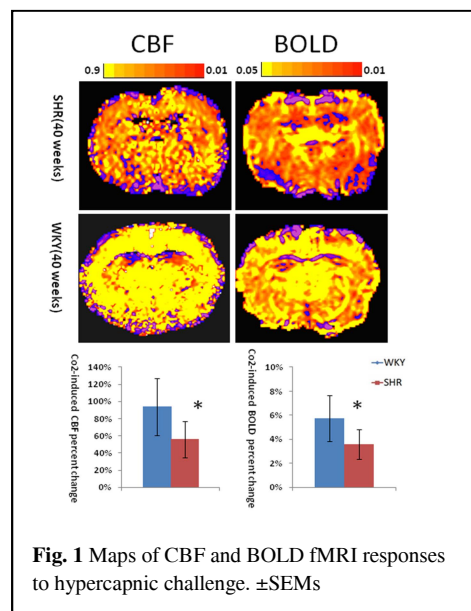 CBF BOLD
0.9 0.01 0.05 0.01
SHR(40 weeks)
WKY(40 weeks)
Co2-induced CBF percent change
140%
120%
100%
80%
60%
40%
20%
0%
*
Co2-induced BOLD percent change
10%
8%
6%
4%
2%
0%
*
WKY
SHR
Fig. 1 Maps of CBF and BOLD fMRI responses
to hypercapnic challenge. ±SEMs